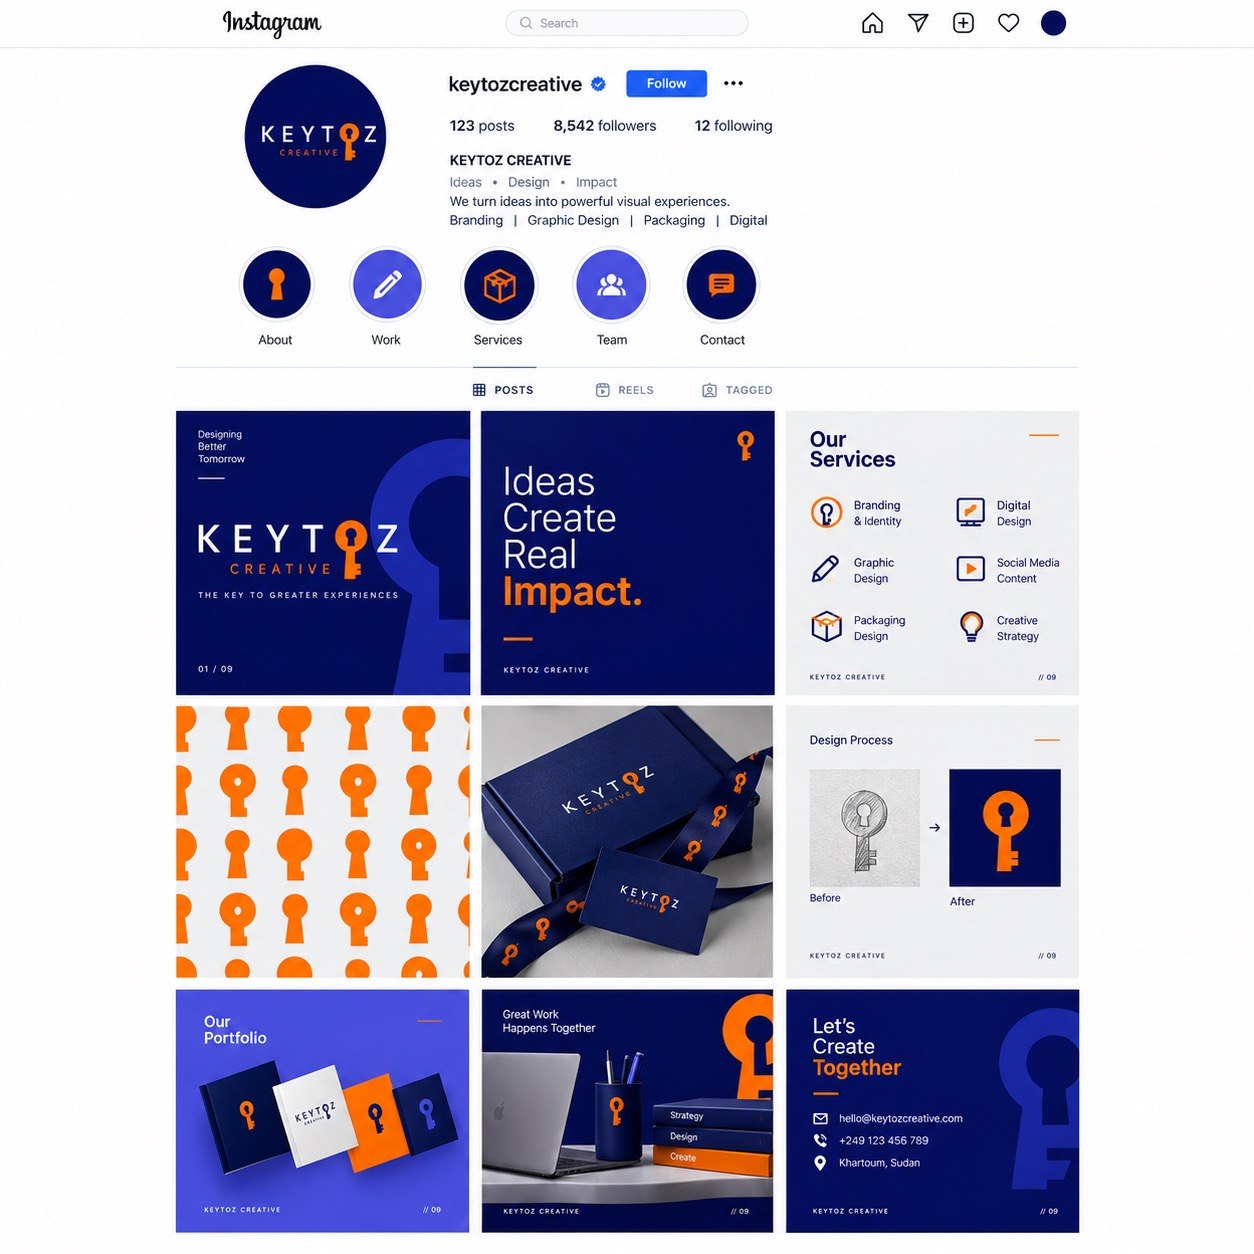 Instagram
Search
keytozcreative
Follow
123 posts 8,542 followers 12 following
KEYTOZ CREATIVE
Ideas • Design • Impact
We turn ideas into powerful visual experiences.
Branding | Graphic Design | Packaging | Digital
KEYTOZ
CREATIVE
About Work Services Team Contact
POSTS REELS TAGGED
Designing
Better
Tomorrow
KEYTOZ
CREATIVE
THE KEY TO GREATER EXPERIENCES
01 / 09
Ideas
Create
Real
Impact.
KEYTOZ CREATIVE
Our
Services
Branding
& Identity
Digital
Design
Graphic
Design
Social Media
Content
Packaging
Design
Creative
Strategy
KEYTOZ CREATIVE
// 09
KEYTOZ
CREATIVE
KEYTOZ
CREATIVE
Design Process
Before
After
KEYTOZ CREATIVE
// 09
Our
Portfolio
KEYTOZ
CREATIVE
KEYTOZ CREATIVE
// 09
Great Work
Happens Together
Strategy
Design
Create
KEYTOZ CREATIVE
// 09
Let's
Create
Together
hello@keytozcreative.com
+249 123 456 789
Khartoum, Sudan
KEYTOZ CREATIVE
// 09